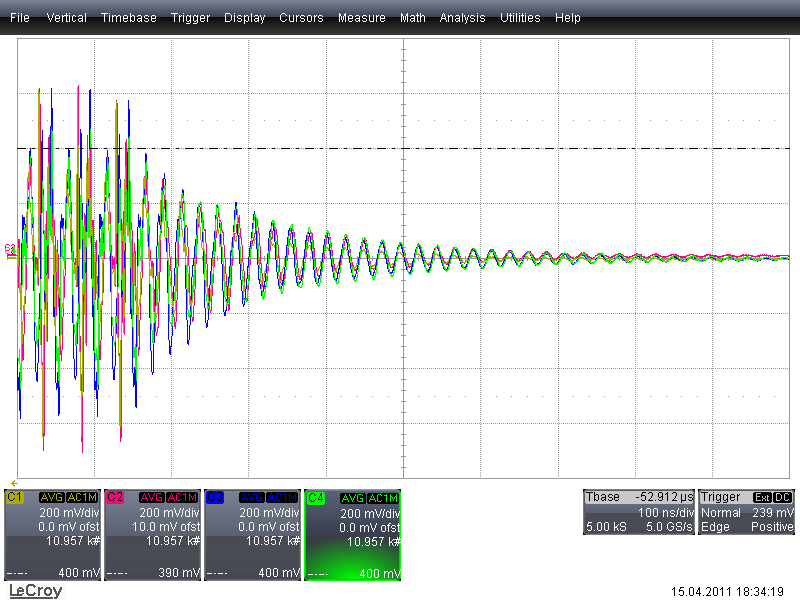 File Vertical Timebase Trigger Display Cursors Measure Math Analysis Utilities Help
C1 AVG AC1M
200 mV/div
0.0 mV ofst
10.957 k#
-.-- 400 mV
C2 AVG AC1M
200 mV/div
10.0 mV ofst
10.957 k#
-.-- 390 mV
C3 AVG AC1M
200 mV/div
0.0 mV ofst
10.957 k#
-.-- 400 mV
C4 AVG AC1M
200 mV/div
0.0 mV ofst
10.957 k#
-.-- 400 mV
Tbase -52.912 µs
100 ns/div
5.00 kS 5.0 GS/s
Trigger Ext DC
Normal 239 mV
Edge Positive
LeCroy
15.04.2011 18:34:19